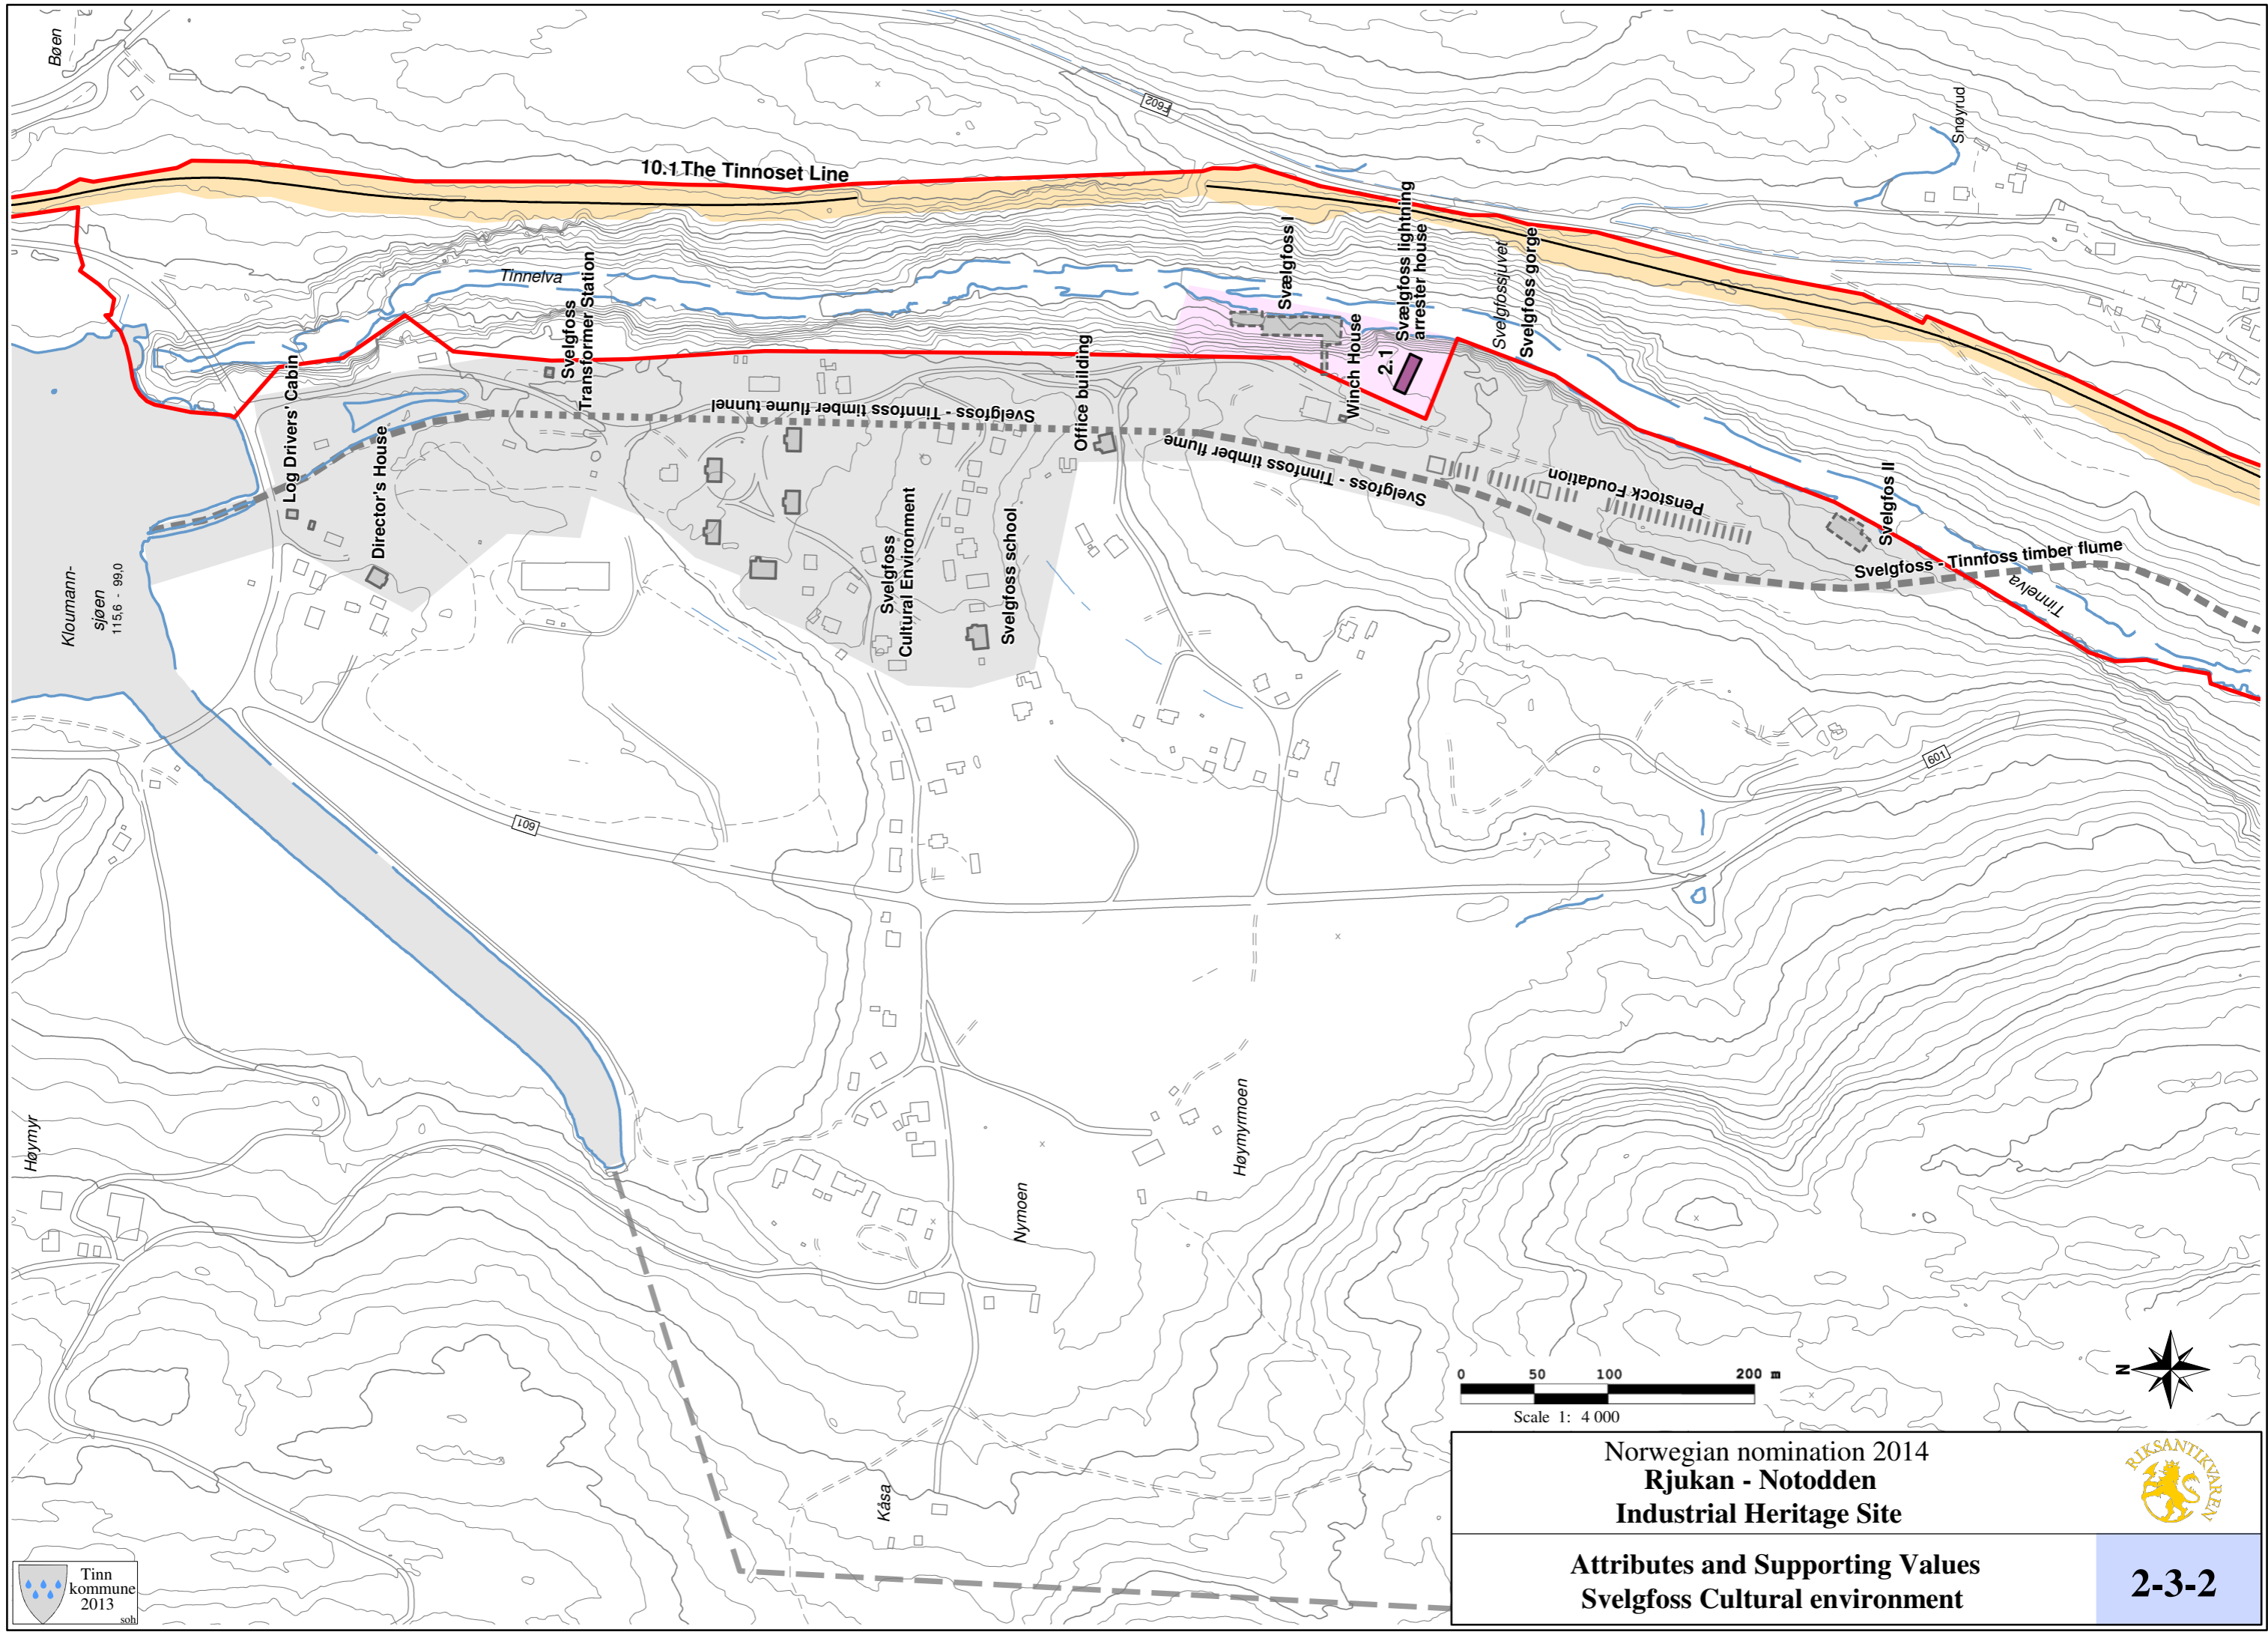 Bøen
10.1 The Tinnoset Line
F602
Snøyrud
Tinnelva
Svelgfoss
Transformer Station
Svælgfoss I
Svælgfoss lightning
arrester house
2.1
Svelgfossjuvet
Svelgfoss gorge
Winch House
Log Drivers' Cabin
Director's House
Svelgfoss - Tinnfoss timber flume tunnel
Office building
Svelgfoss - Tinnfoss timber flume
Penstock Foudation
Svelgfos II
Svelgfoss - Tinnfoss timber flume
Tinnelva
Kloumann-
sjøen
115,6 - 99,0
Svelgfoss
Cultural Environment
Svelgfoss school
601
601
Høymyr
Nymoen
Høymyrmoen
Kåsa
0 50 100 200 m
Scale 1: 4 000
N
Norwegian nomination 2014
Rjukan - Notodden
Industrial Heritage Site
RIKSANTIKVAREN
Attributes and Supporting Values
Svelgfoss Cultural environment
2-3-2
Tinn
kommune
2013
soh